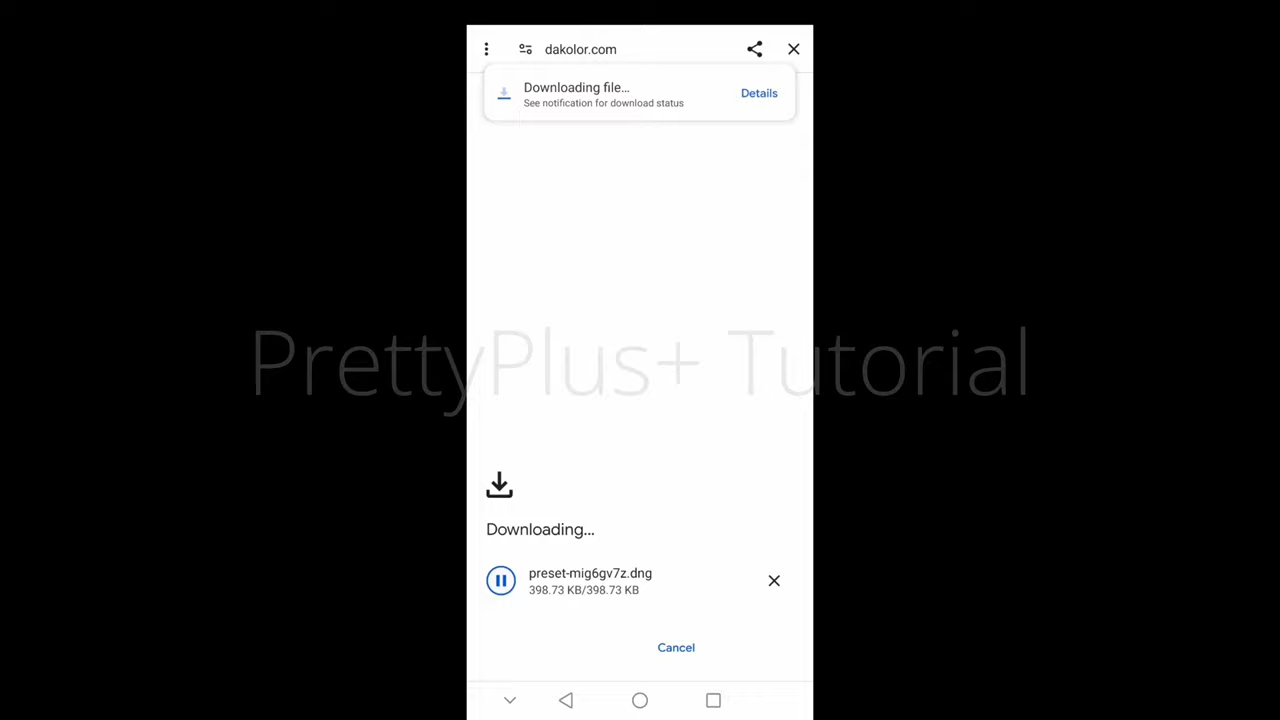 dakolor.com
Downloading file...
See notification for download status
Details
PrettyPlus+ Tutorial
Downloading...
preset-mig6gv7z.dng
398.73 KB/398.73 KB
Cancel